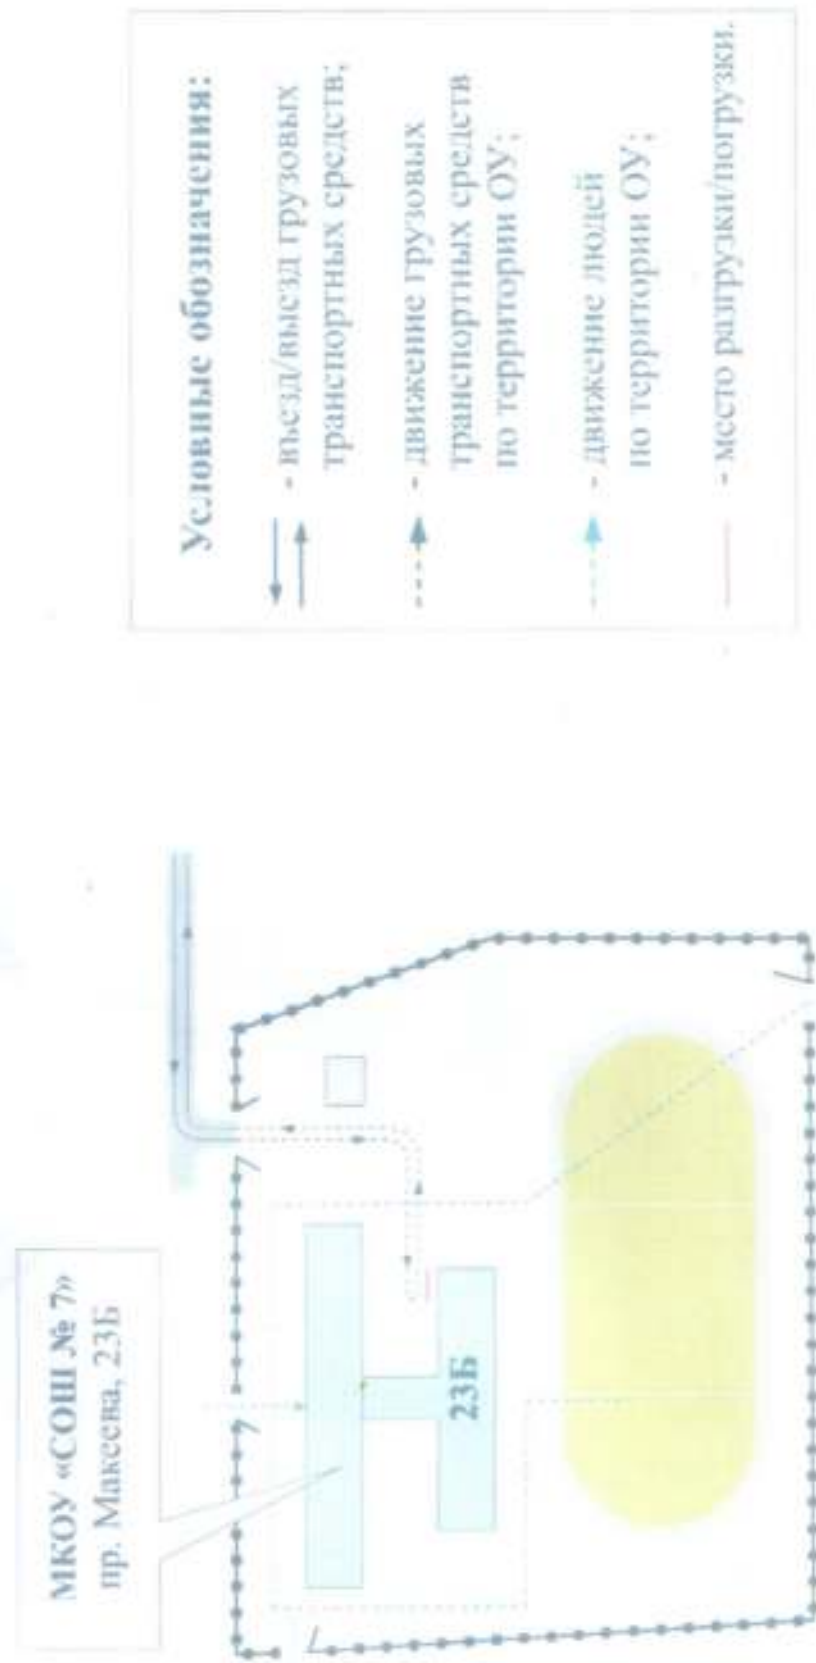 Условные обозначения:
- въезд/выезд грузовых
транспортных средств;
- движение грузовых
транспортных средств
по территории ОУ;
- движение людей
по территории ОУ;
- место разгрузки/погрузки.
МКОУ «СОШ № 7»
пр. Макеева, 23Б
23Б